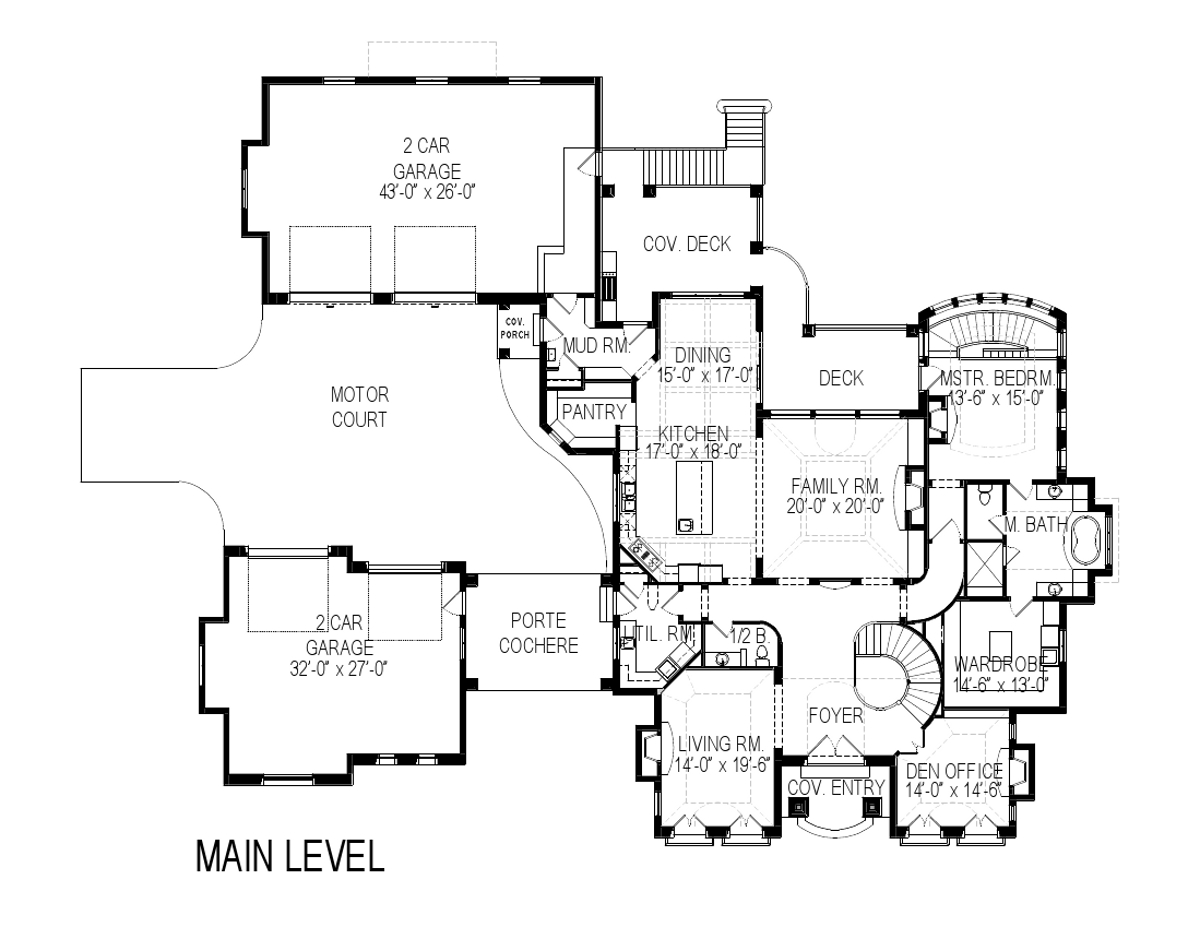 2 CAR
GARAGE
43'-0" x 26'-0"
COV. DECK
COV.
PORCH
MUD RM.
DINING
15'-0" x 17'-0"
DECK
MSTR. BEDRM.
13'-6" x 15'-0"
MOTOR
COURT
PANTRY
KITCHEN
17'-0" x 18'-0"
FAMILY RM.
20'-0" x 20'-0"
M. BATH
2 CAR
GARAGE
32'-0" x 27'-0"
PORTE
COCHERE
TIL. RM
1/2 B.
WARDROBE
14'-6" x 13'-0"
FOYER
LIVING RM.
14'-0" x 19'-6"
DEN OFFICE
14'-0" x 14'-6"
COV. ENTRY
MAIN LEVEL